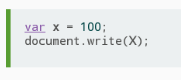 var x = 100;
document.write(X);